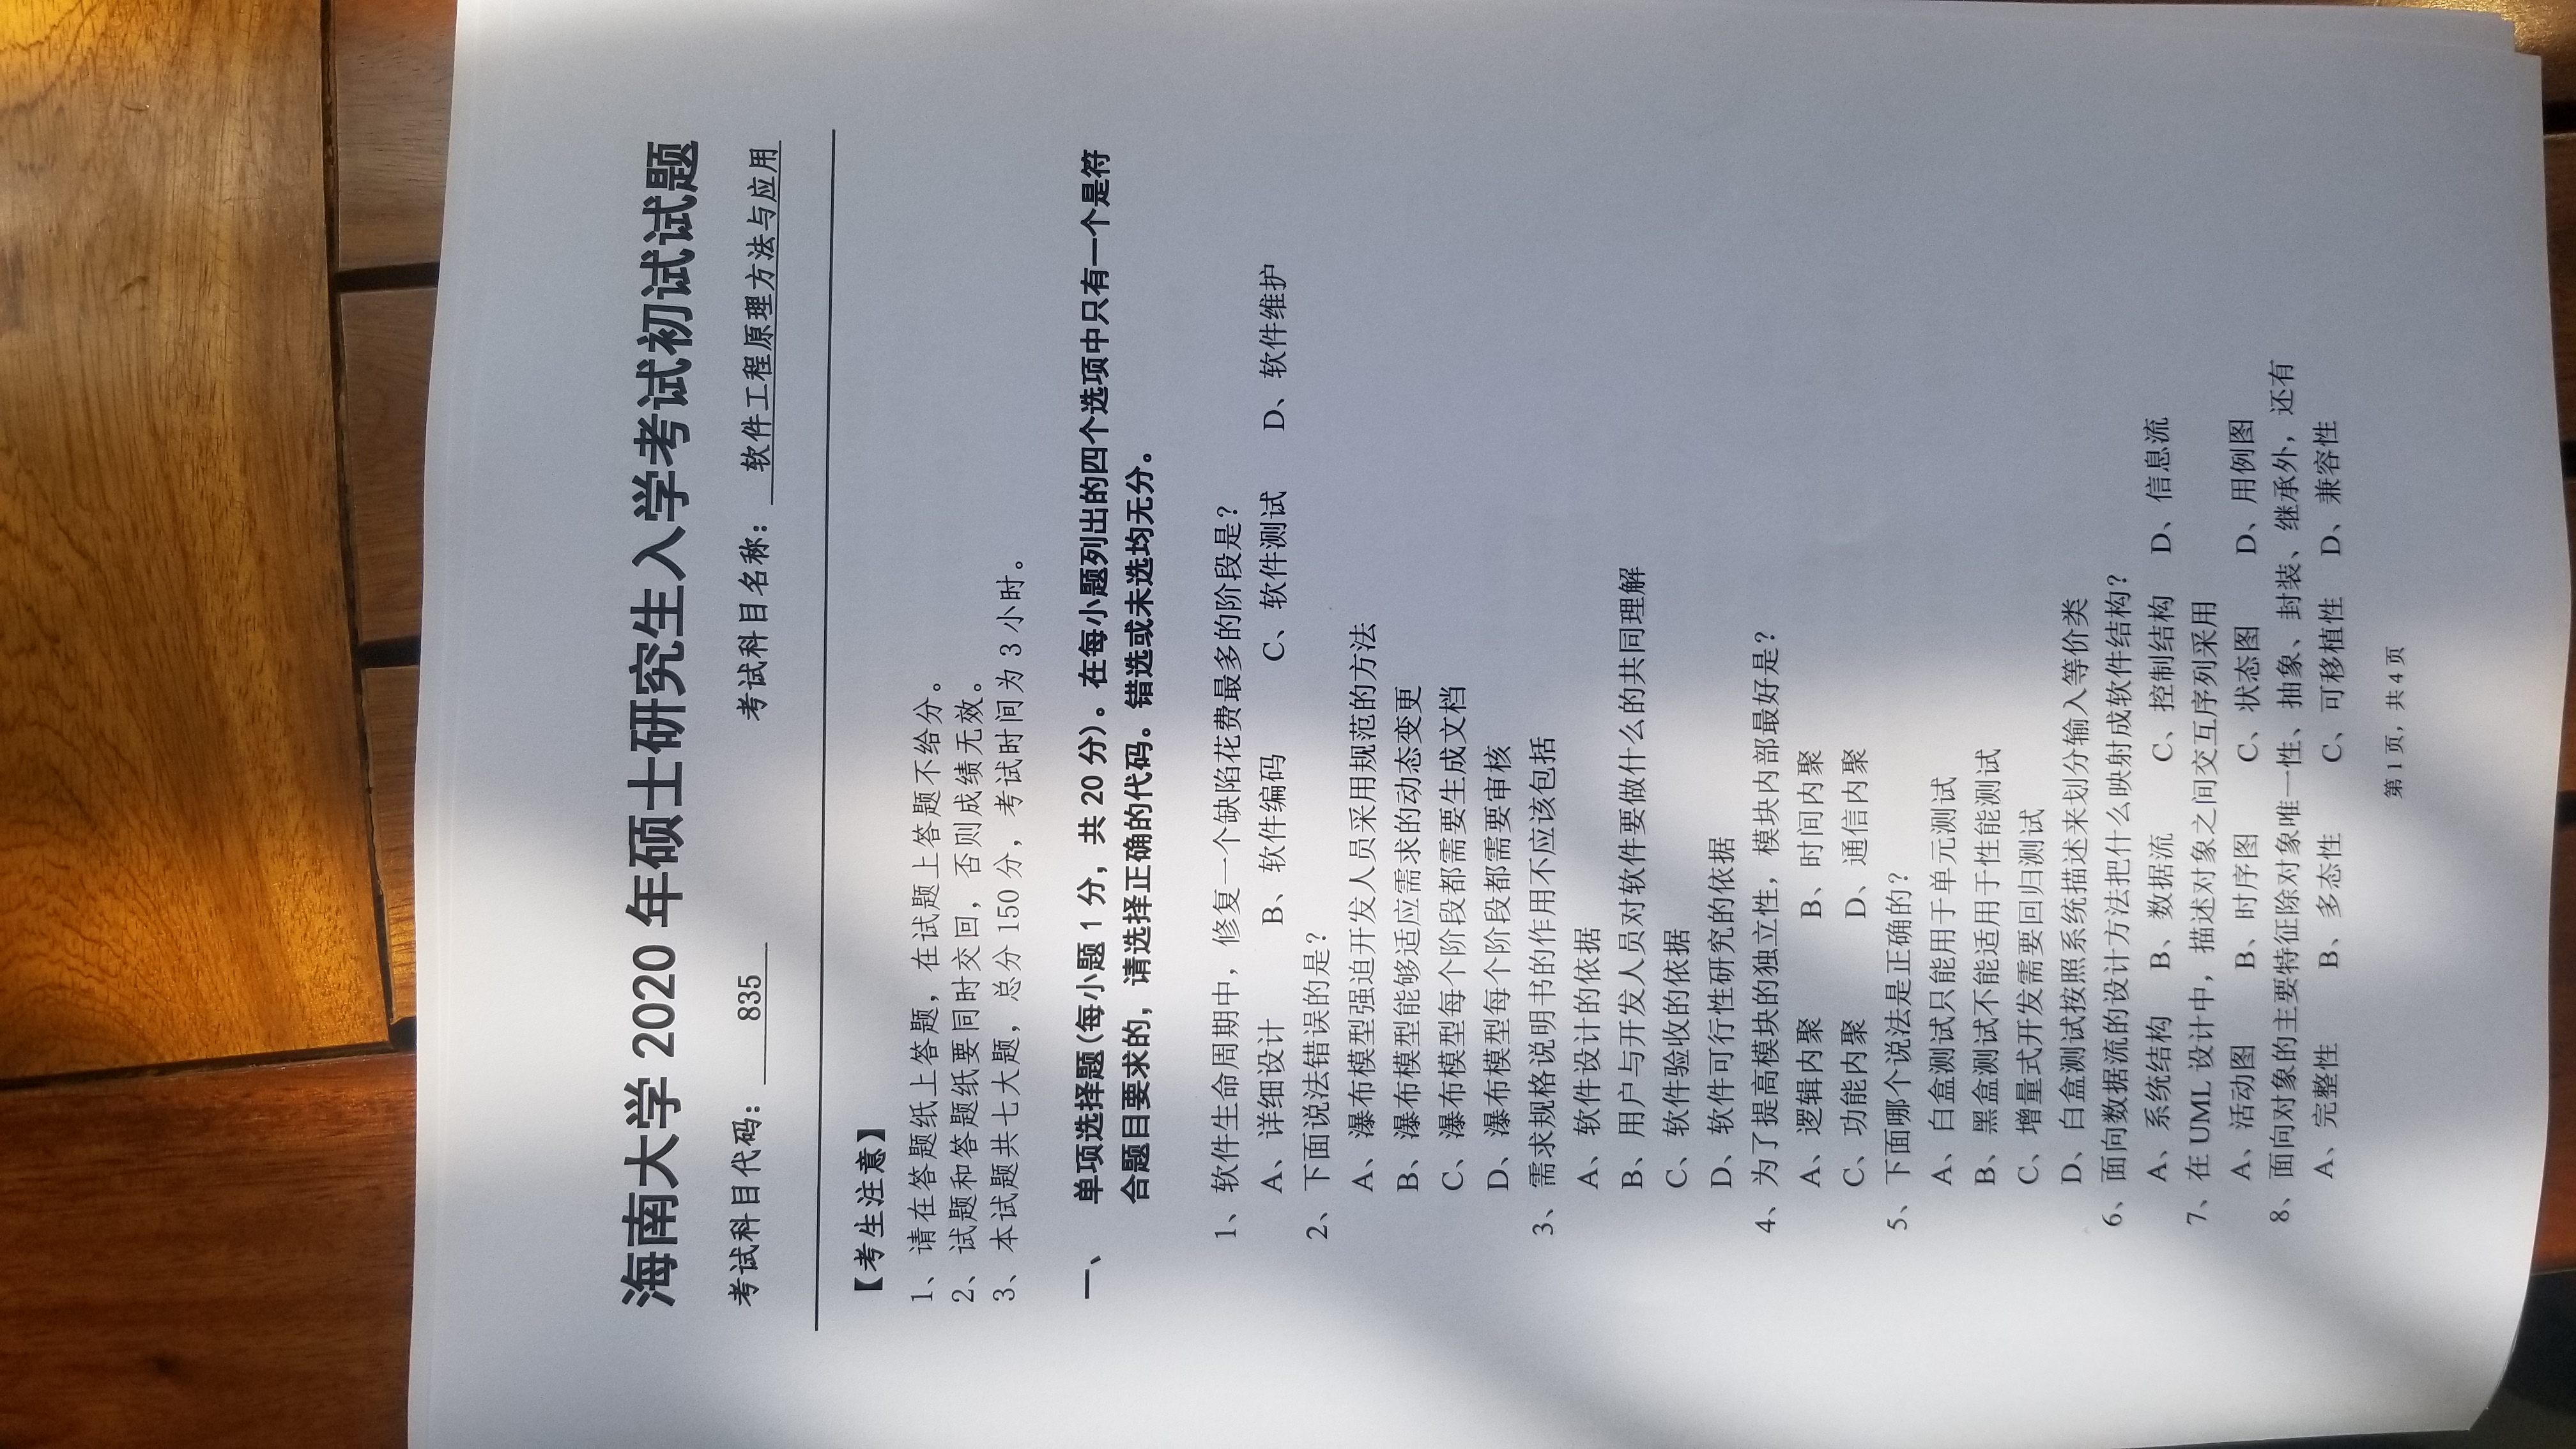 海南大学 2020 年硕士研究生入学考试初试试题
考试科目代码： 835 考试科目名称： 软件工程原理方法与应用
【考生注意】
1、请在答题纸上答题，在试题上答题不给分。
2、试题和答题纸要同时交回，否则成绩无效。
3、本试题共七大题，总分 150 分，考试时间为 3 小时。
一、 单项选择题（每小题 1 分，共 20 分）。在每小题列出的四个选项中只有一个是符
合题目要求的，请选择正确的代码。错选或未选均无分。
1、软件生命周期中，修复一个缺陷花费最多的阶段是？
A、详细设计 B、软件编码 C、软件测试 D、软件维护
2、下面说法错误的是？
A、瀑布模型强迫开发人员采用规范的方法
B、瀑布模型能够适应需求的动态变更
C、瀑布模型每个阶段都需要生成文档
D、瀑布模型每个阶段都需要审核
3、需求规格说明书的作用不应该包括
A、软件设计的依据
B、用户与开发人员对软件要做什么的共同理解
C、软件验收的依据
D、软件可行性研究的依据
4、为了提高模块的独立性，模块内部最好是？
A、逻辑内聚 B、时间内聚
C、功能内聚 D、通信内聚
5、下面哪个说法是正确的？
A、白盒测试只能用于单元测试
B、黑盒测试不能适用于性能测试
C、增量式开发需要回归测试
D、白盒测试按照系统描述来划分输入等价类
6、面向数据流的设计方法把什么映射成软件结构？
A、系统结构 B、数据流 C、控制结构 D、信息流
7、在 UML 设计中，描述对象之间交互序列采用
A、活动图 B、时序图 C、状态图 D、用例图
8、面向对象的主要特征除对象唯一性、抽象、封装、继承外，还有
A、完整性 B、多态性 C、可移植性 D、兼容性
第 1 页，共 4 页